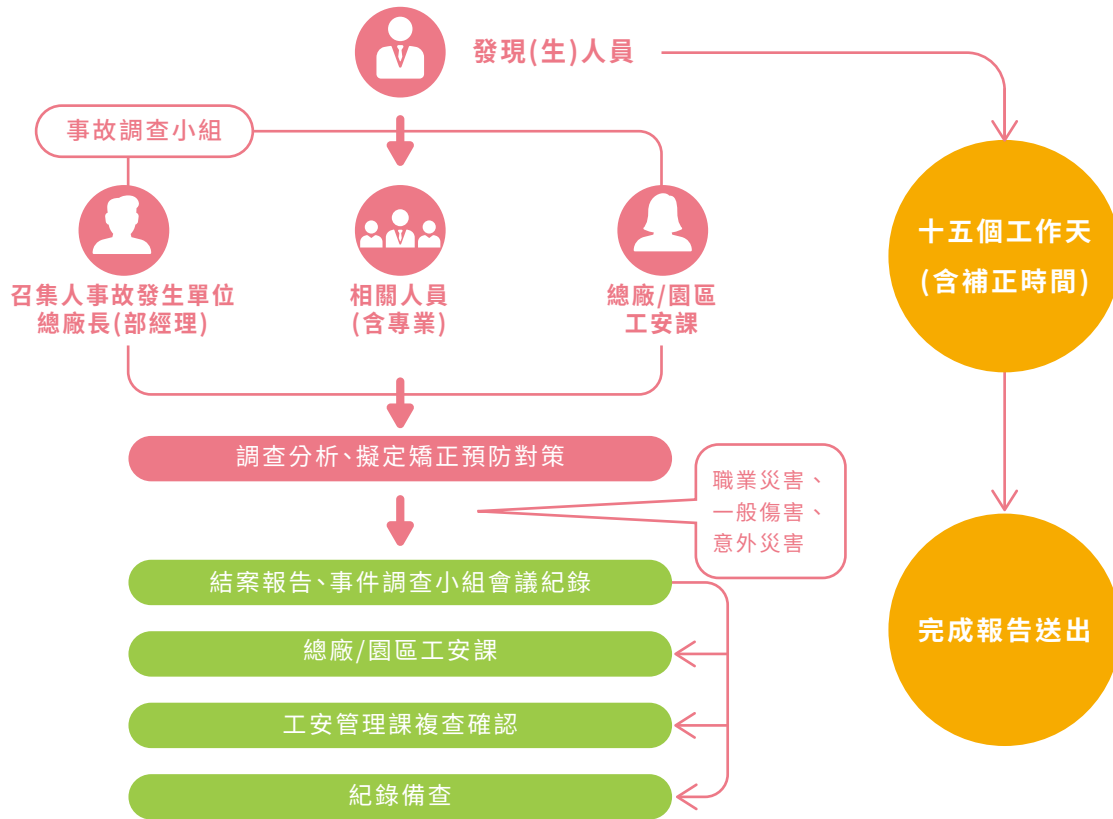 發現(生)人員
事故調查小組
召集人事故發生單位
總廠長(部經理)
相關人員
(含專業)
總廠/園區
工安課
十五個工作天
(含補正時間)
調查分析、擬定矯正預防對策
職業災害、
一般傷害、
意外災害
結案報告、事件調查小組會議紀錄
總廠/園區工安課
工安管理課複查確認
紀錄備查
完成報告送出